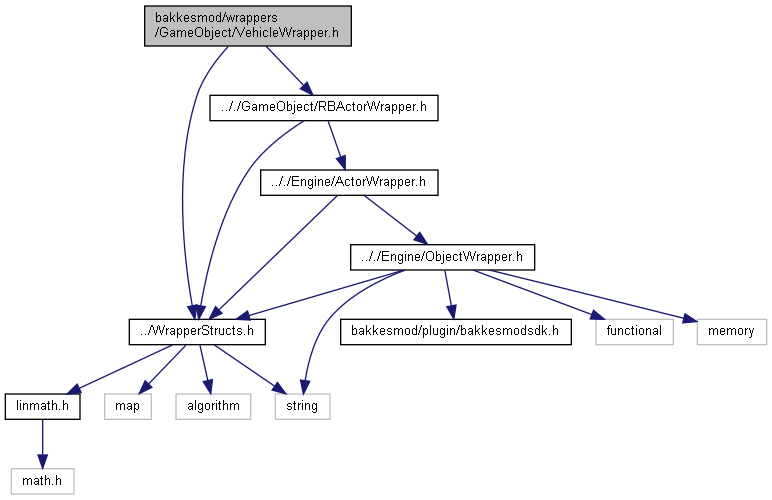 bakkesmod/wrappers
/GameObject/VehicleWrapper.h
.././GameObject/RBActorWrapper.h
.././Engine/ActorWrapper.h
.././Engine/ObjectWrapper.h
../WrapperStructs.h
bakkesmod/plugin/bakkesmodsdk.h
functional
memory
linmath.h
map
algorithm
string
math.h